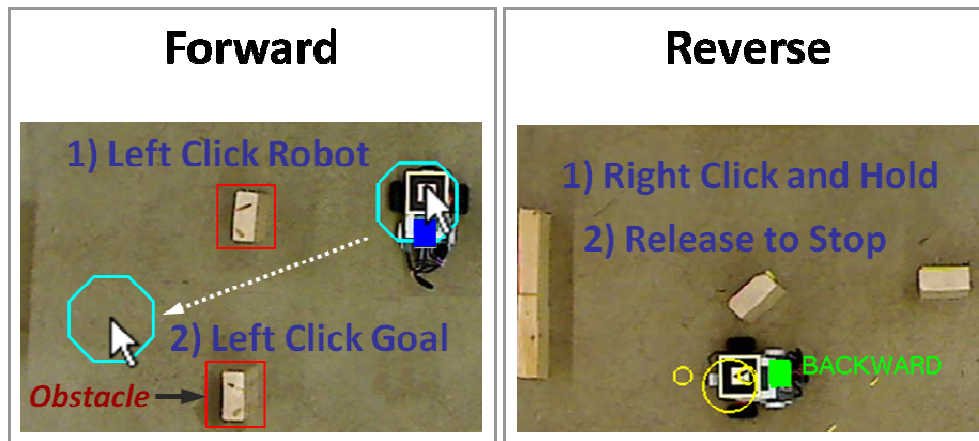 Forward
1) Left Click Robot
2) Left Click Goal
Obstacle
Reverse
1) Right Click and Hold
2) Release to Stop
BACKWARD